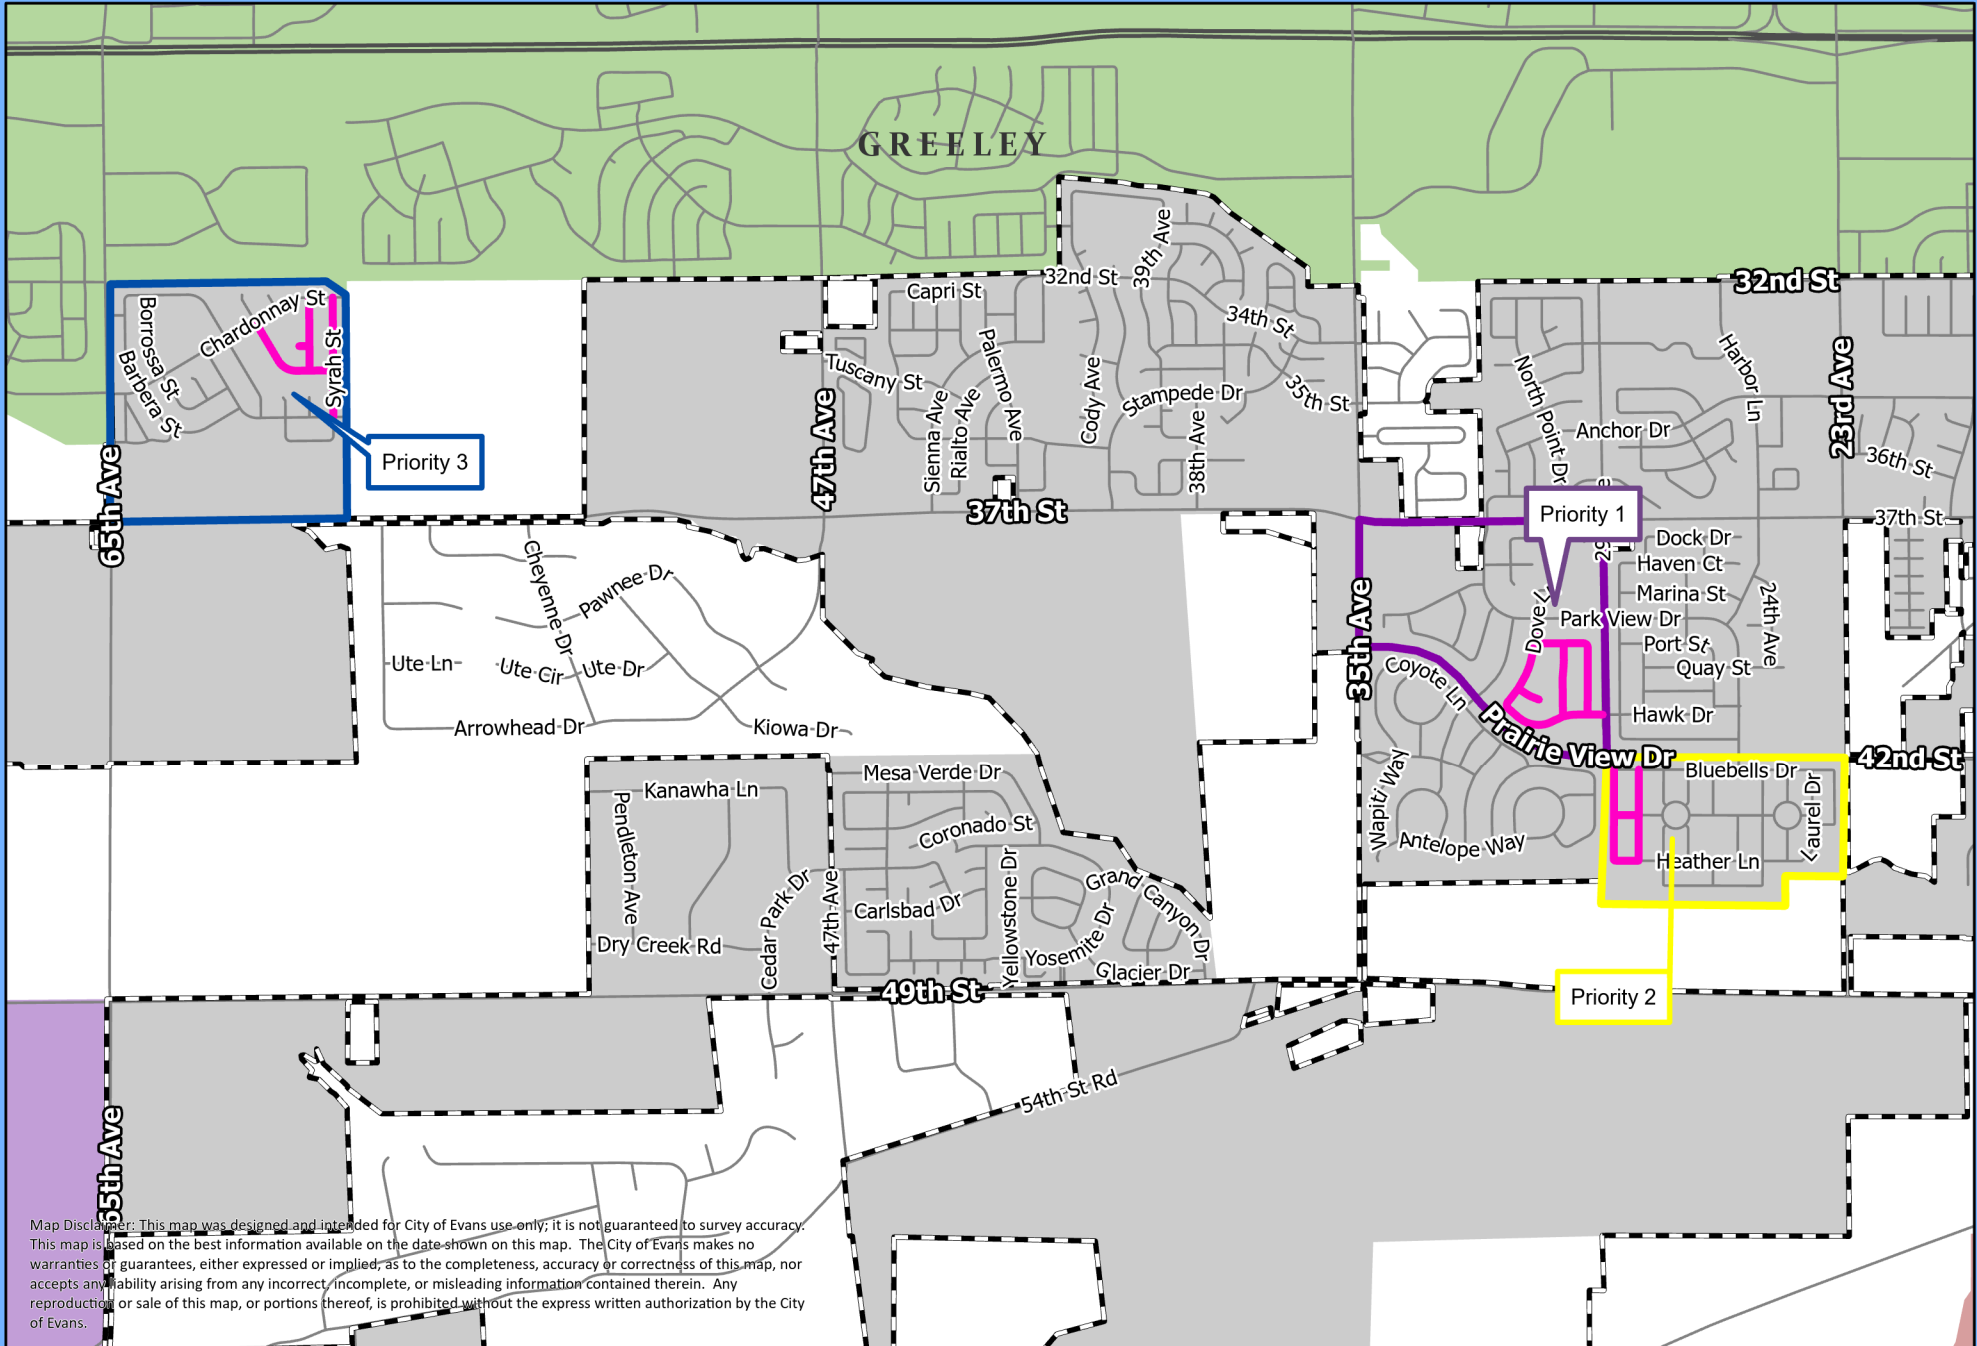 GREELEY
32nd St
39th Ave
32nd St
Capri St
Chardonnay St
Borrossa St
Barbera St
Syrah St
34th St
Palermo Ave
Tuscany St
Cody Ave
Stampede Dr
35th St
Sienna Ave
Rialto Ave
38th Ave
47th Ave
North Point Dr
Harbor Ln
23rd Ave
Anchor Dr
36th St
Priority 3
65th Ave
37th St
Priority 1
37th St
Dock Dr
Haven Ct
Marina St
24th Ave
Park View Dr
Port St
Quay St
Hawk Dr
35th Ave
Coyote Ln
Prairie View Dr
42nd St
Cheyenne Dr
Pawnee Dr
Ute Ln
Ute Cir
Ute Dr
Arrowhead Dr
Kiowa Dr
Mesa Verde Dr
Kanawha Ln
Pendleton Ave
Coronado St
Wapiti Way
Antelope Way
Bluebells Dr
Laurel Dr
Heather Ln
Grand Canyon Dr
Yellowstone Dr
Carlsbad Dr
Cedar Park Dr
47th Ave
Dry Creek Rd
Yosemite Dr
Glacier Dr
49th St
Priority 2
54th St Rd
65th Ave
Map Disclaimer: This map was designed and intended for City of Evans use only; it is not guaranteed to survey accuracy.
This map is based on the best information available on the date shown on this map. The City of Evans makes no
warranties or guarantees, either expressed or implied, as to the completeness, accuracy or correctness of this map, nor
accepts any liability arising from any incorrect, incomplete, or misleading information contained therein. Any
reproduction or sale of this map, or portions thereof, is prohibited without the express written authorization by the City
of Evans.